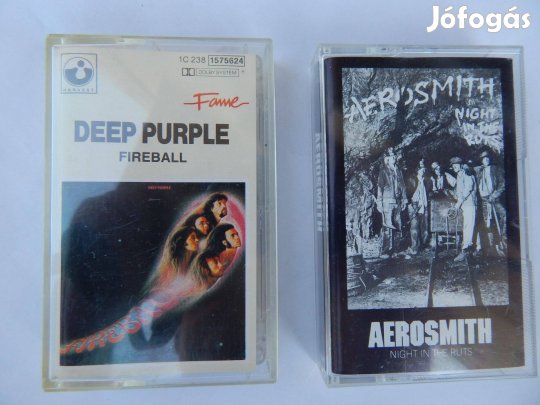 Jófogás
HARVEST
1C 238 1575624
DOLBY SYSTEM
Fame
DEEP PURPLE
FIREBALL
DEEP PURPLE
AEROSMITH
NIGHT
IN THE
AEROSMITH
AEROSMITH
NIGHT IN THE RUTS